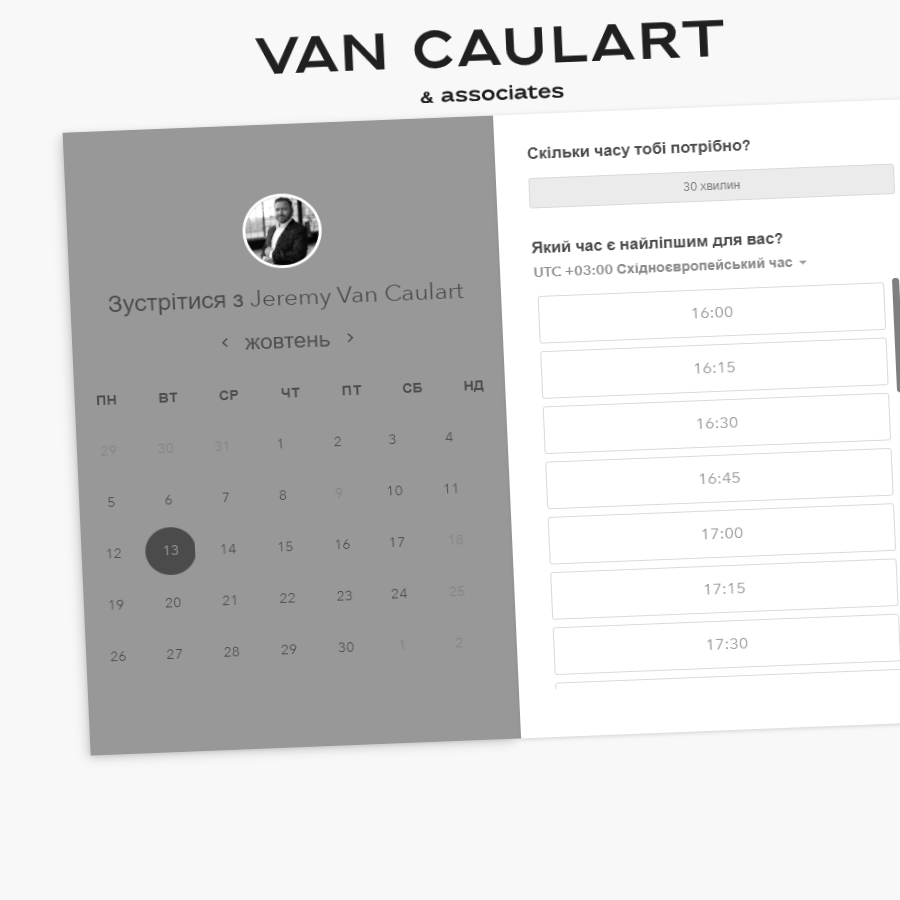 VAN CAULART
& associates
Зустрітися з Jeremy Van Caulart
жовтень
ПН ВТ СР ЧТ ПТ СБ НД
29 30 31 1 2 3 4
5 6 7 8 9 10 11
12 13 14 15 16 17 18
19 20 21 22 23 24 25
26 27 28 29 30 1 2
Скільки часу тобі потрібно?
30 хвилин
Який час є найліпшим для вас?
UTC +03:00 Східноєвропейський час
16:00
16:15
16:30
16:45
17:00
17:15
17:30